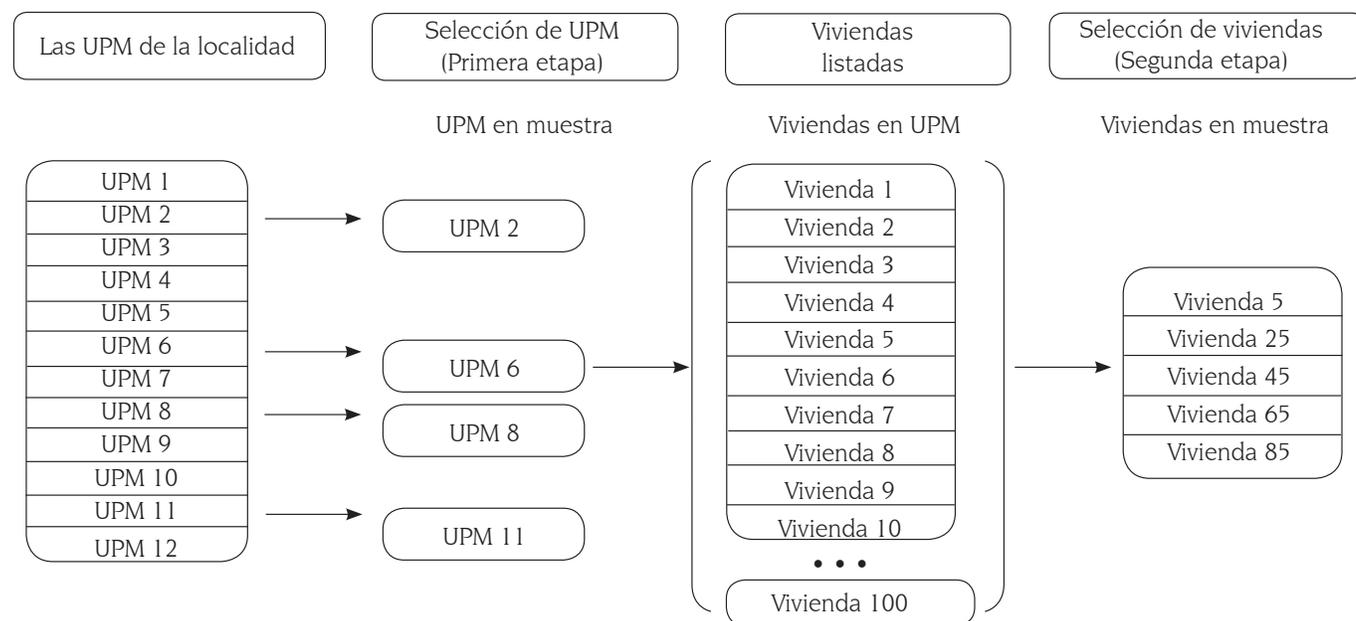 Las UPM de la localidad
Selección de UPM
(Primera etapa)
Viviendas
listadas
Selección de viviendas
(Segunda etapa)
UPM en muestra
Viviendas en UPM
Viviendas en muestra
UPM 1
UPM 2
UPM 3
UPM 4
UPM 5
UPM 6
UPM 7
UPM 8
UPM 9
UPM 10
UPM 11
UPM 12
UPM 2
UPM 6
UPM 8
UPM 11
Vivienda 1
Vivienda 2
Vivienda 3
Vivienda 4
Vivienda 5
Vivienda 6
Vivienda 7
Vivienda 8
Vivienda 9
Vivienda 10
• • •
Vivienda 100
Vivienda 5
Vivienda 25
Vivienda 45
Vivienda 65
Vivienda 85